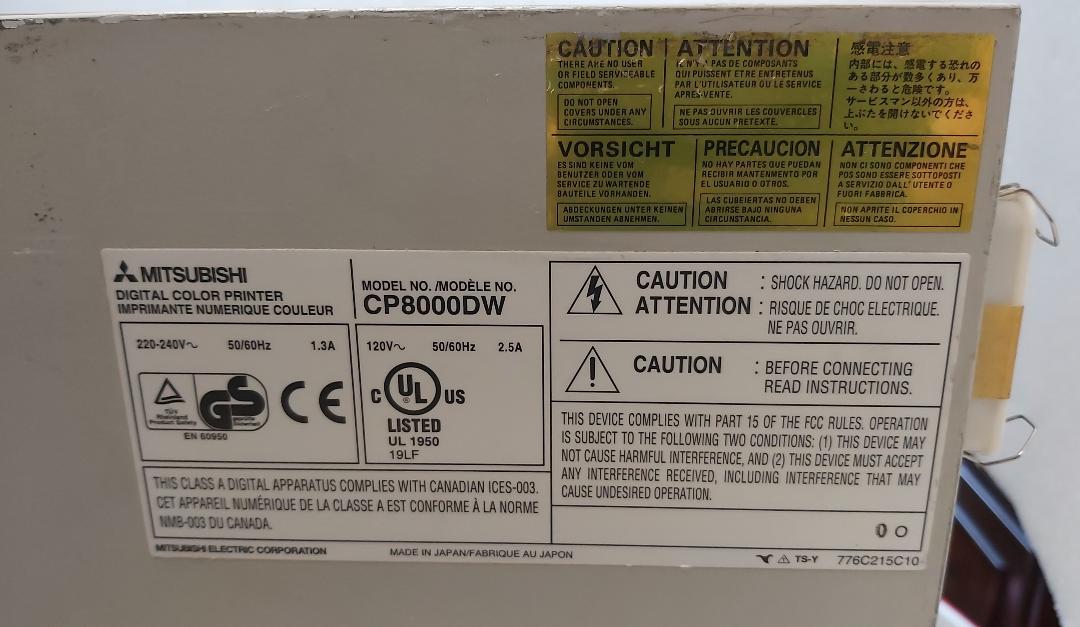 CAUTION
THERE ARE NO USER
OR FIELD SERVICEABLE
COMPONENTS.
DO NOT OPEN
COVERS UNDER ANY
CIRCUMSTANCES.
ATTENTION
IL N'Y A PAS DE COMPOSANTS
QUI PUISSENT ETRE ENTRETENUS
PAR L'UTILISATEUR OU LE SERVICE
APRES-VENTE.
NE PAS OUVRIR LES COUVERCLES
SOUS AUCUN PRETEXTE.
感電注意
内部には、感電する恐れの
ある部分が数多くあり、万
一さわると危険です。
サービスマン以外の方は、
上ぶたを開けないでくださ
い。
VORSICHT
ES SIND KEINE VOM
BENUTZER ODER VOM
SERVICE ZU WARTENDE
BAUTEILE VORHANDEN.
ABDECKUNGEN UNTER KEINEN
UMSTANDEN ABNEHMEN.
PRECAUCION
NO HAY PARTES QUE PUEDAN
RECIBIR MANTENMENTO POR
EL USUARIO O OTROS.
LAS CUBEIERTAS NO DEBEN
ABRIRSE BAJO NINGUNA
CIRCUNSTANCIA.
ATTENZIONE
NON CI SONO COMPONENTI CHE
POS SONO ESSERE SOTTOPOSTI
A SERVIZIO DALL' UTENTE O
FUORI FABBRICA.
NON APRITE IL COPERCHIO IN
NESSUN CASO.
MITSUBISHI
DIGITAL COLOR PRINTER
IMPRIMANTE NUMERIQUE COULEUR
MODEL NO. /MODÈLE NO.
CP8000DW
220-240V~ 50/60Hz 1.3A
TÜV
Rheinland
Product Safety
GS
geprüfte
Sicherheit
CE
EN 60950
120V~ 50/60Hz 2.5A
C UL ® US
LISTED
UL 1950
19LF
CAUTION : SHOCK HAZARD. DO NOT OPEN.
ATTENTION : RISQUE DE CHOC ELECTRIQUE.
NE PAS OUVRIR.
CAUTION : BEFORE CONNECTING
READ INSTRUCTIONS.
THIS DEVICE COMPLIES WITH PART 15 OF THE FCC RULES. OPERATION
IS SUBJECT TO THE FOLLOWING TWO CONDITIONS: (1) THIS DEVICE MAY
NOT CAUSE HARMFUL INTERFERENCE, AND (2) THIS DEVICE MUST ACCEPT
ANY INTERFERENCE RECEIVED, INCLUDING INTERFERENCE THAT MAY
CAUSE UNDESIRED OPERATION.
THIS CLASS A DIGITAL APPARATUS COMPLIES WITH CANADIAN ICES-003.
CET APPAREIL NUMÉRIQUE DE LA CLASSE A EST CONFORME À LA NORME
NMB-003 DU CANADA.
MITSUBISHI ELECTRIC CORPORATION
MADE IN JAPAN/FABRIQUE AU JAPON
TS-Y 776C215C10